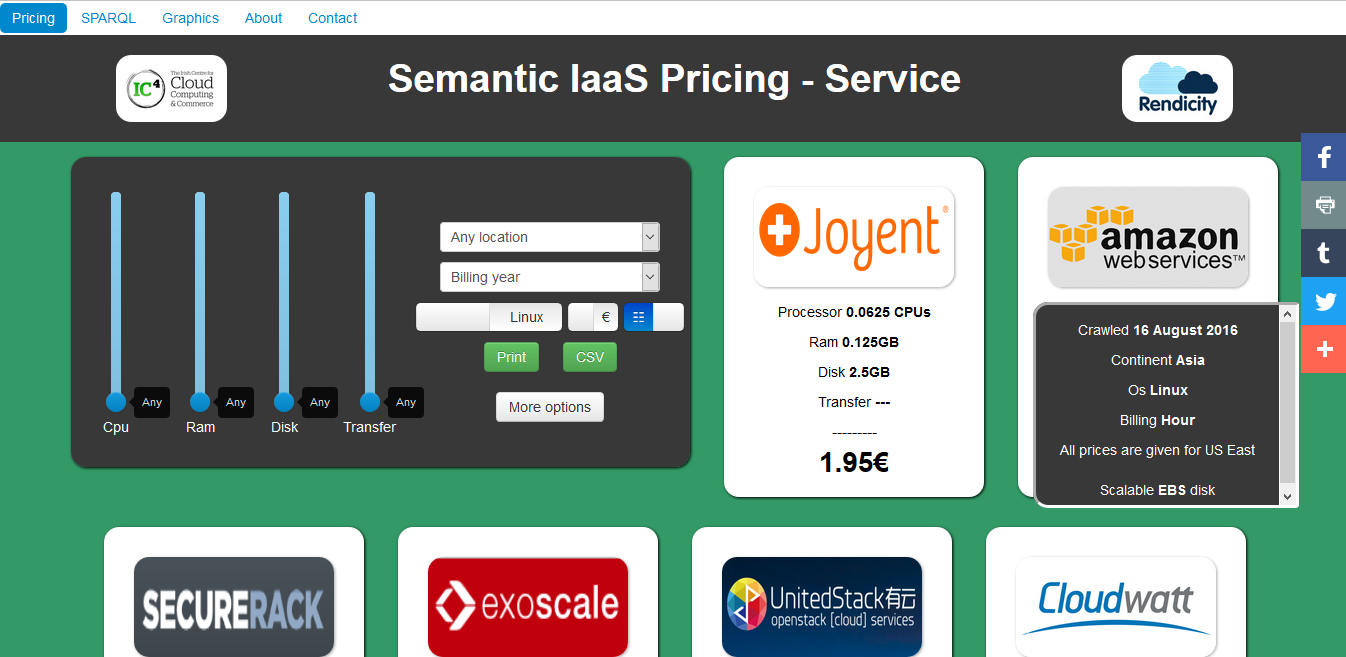 Pricing SPARQL Graphics About Contact
IC4
The Irish Centre for
Cloud
Computing
& Commerce
Semantic IaaS Pricing - Service
Rendicity
Any location
Billing year
Linux €
Print CSV
More options
Any Any Any Any
Cpu Ram Disk Transfer
Joyent®
Processor 0.0625 CPUs
Ram 0.125GB
Disk 2.5GB
Transfer ---
---------
1.95€
amazon
webservices™
Crawled 16 August 2016
Continent Asia
Os Linux
Billing Hour
All prices are given for US East
Scalable EBS disk
SECURERACK
exoscale
UnitedStack有云
openstack [cloud] services
Cloudwatt